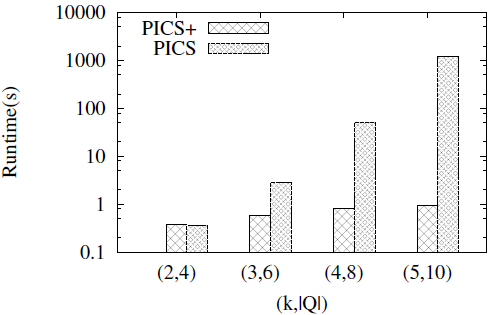 10000
1000
100
10
1
0.1
Runtime(s)
PICS+
PICS
(2,4) (3,6) (4,8) (5,10)
(k,|Q|)